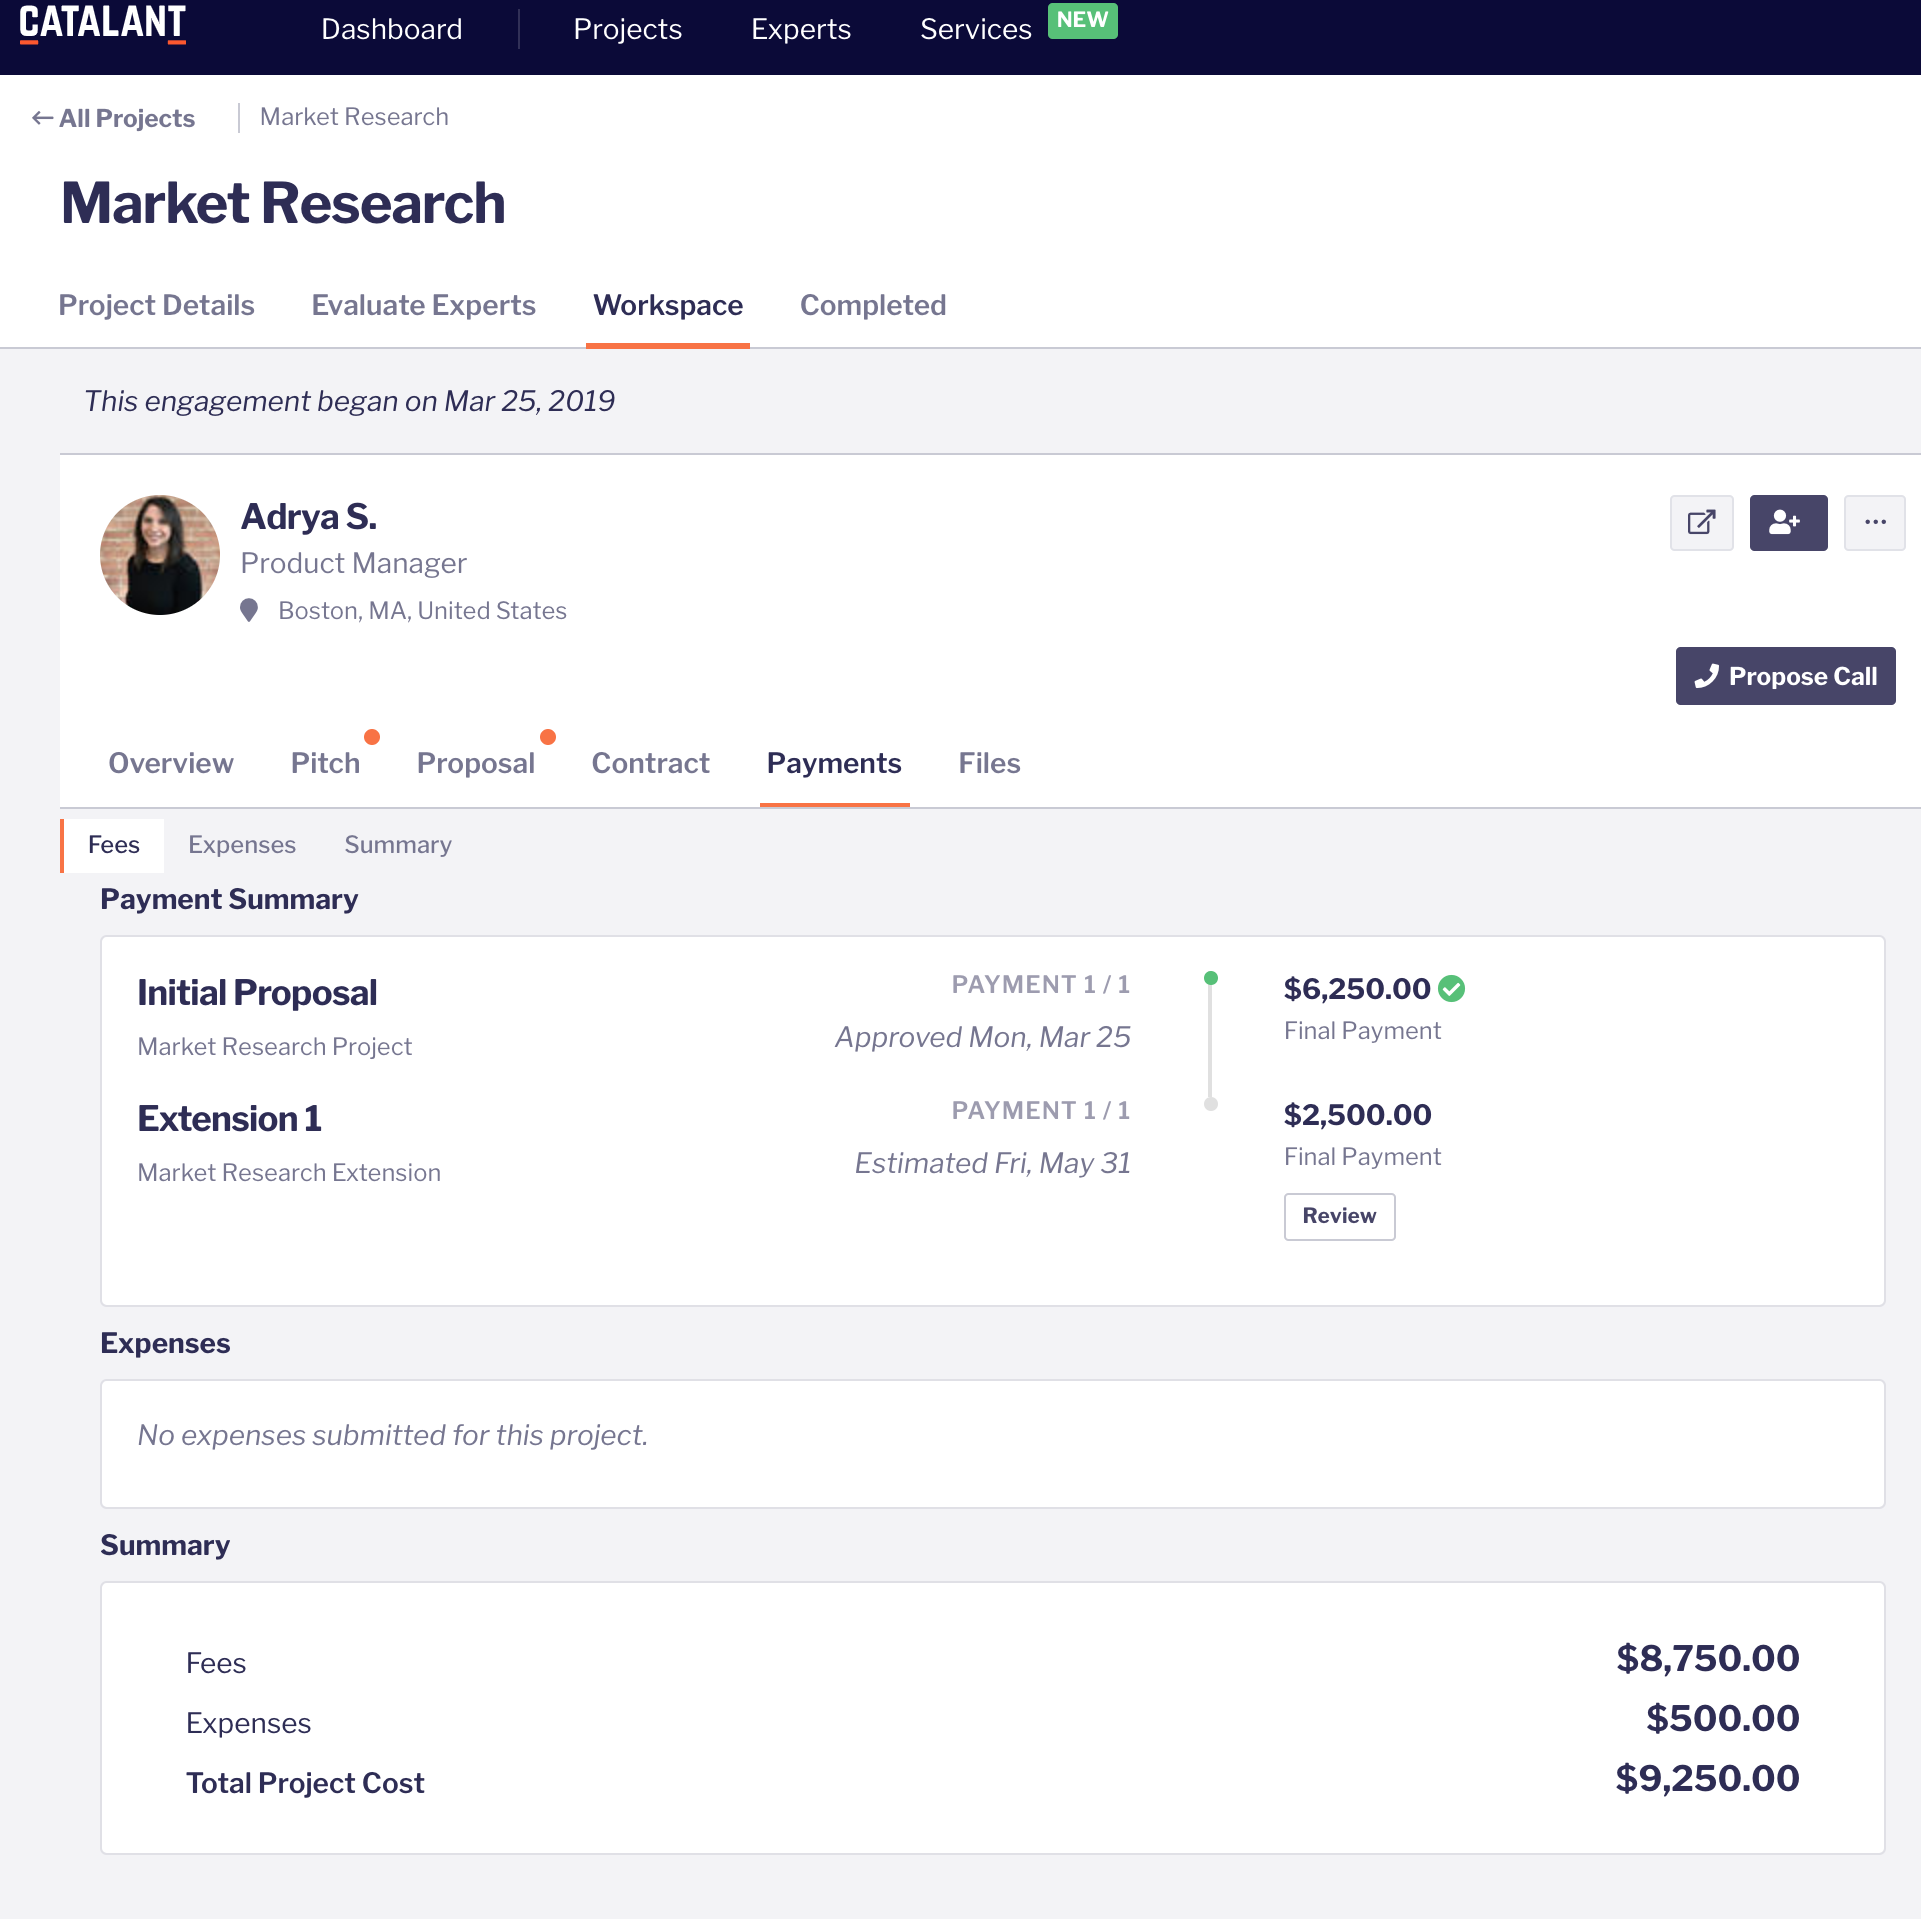 CATALANT
Dashboard Projects Experts Services NEW
← All Projects Market Research
Market Research
Project Details Evaluate Experts Workspace Completed
This engagement began on Mar 25, 2019
Adrya S.
Product Manager
Boston, MA, United States
Propose Call
Overview Pitch Proposal Contract Payments Files
Fees Expenses Summary
Payment Summary
Initial Proposal PAYMENT 1 / 1 $6,250.00
Market Research Project Approved Mon, Mar 25 Final Payment
Extension 1 PAYMENT 1 / 1 $2,500.00
Market Research Extension Estimated Fri, May 31 Final Payment
Review
Expenses
No expenses submitted for this project.
Summary
Fees $8,750.00
Expenses $500.00
Total Project Cost $9,250.00